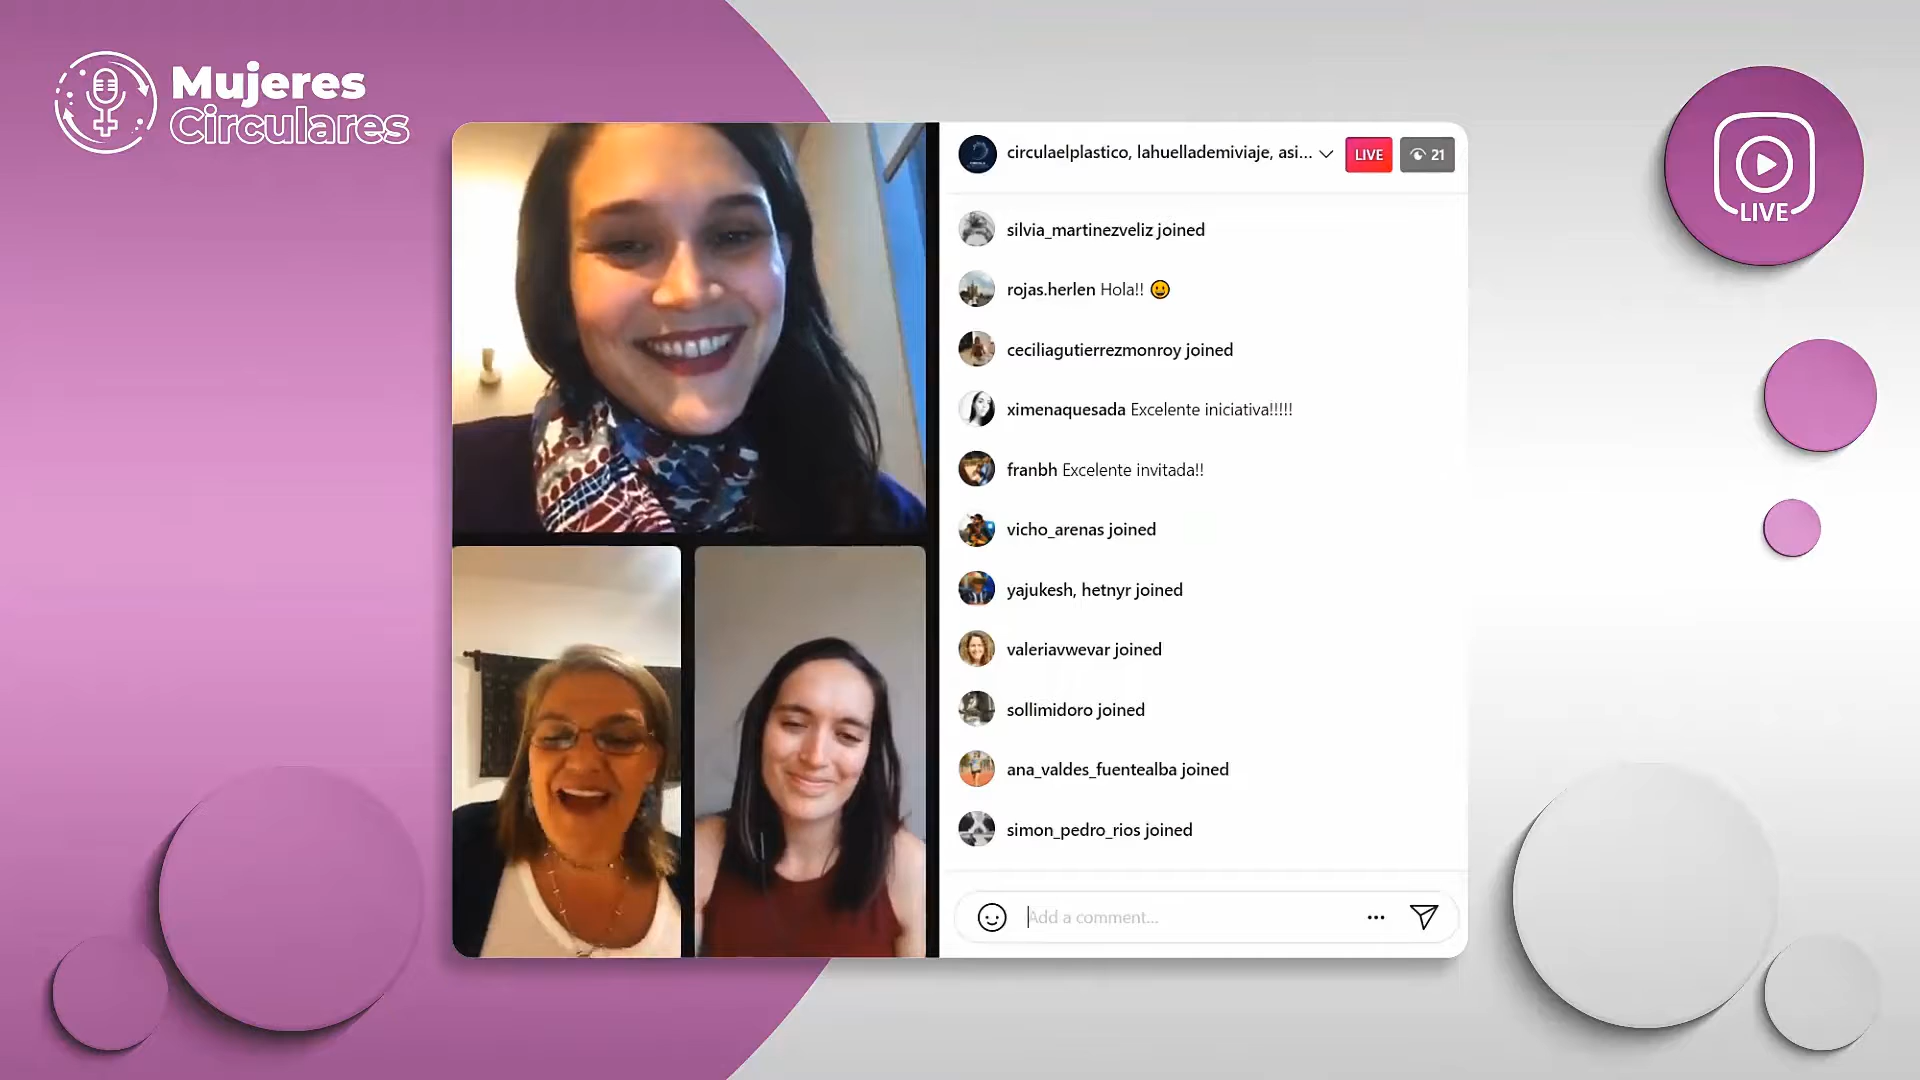 Mujeres
Circulares
circulaelplastico, lahuellademiviaje, asi...
LIVE
21
silvia_martinezveliz joined
rojas.herlen Hola!! 😀
ceciliagutierrezmonroy joined
ximenaquesada Excelente iniciativa!!!!!
franbh Excelente invitada!!
vicho_arenas joined
yajukesh, hetnyr joined
valeriavwevar joined
sollimidoro joined
ana_valdes_fuentealba joined
simon_pedro_rios joined
Add a comment...
LIVE